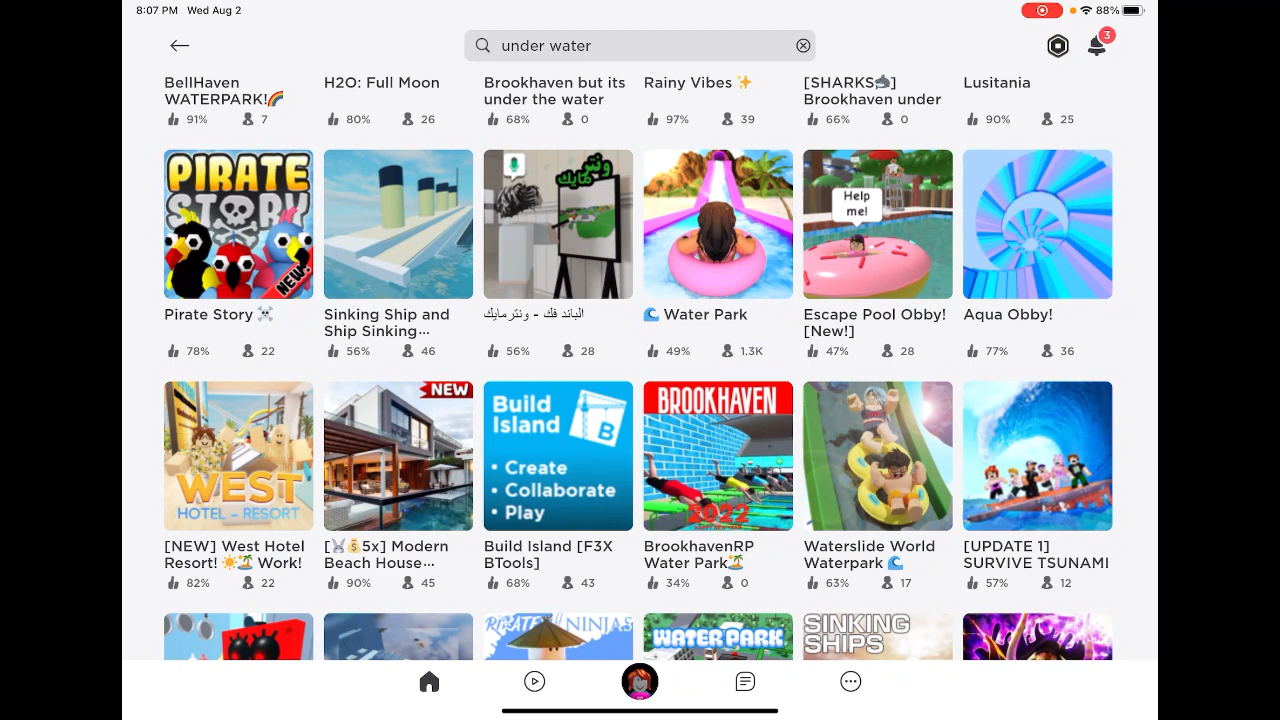 8:07 PM Wed Aug 2
88%
under water
3
BellHaven
WATERPARK!🌈
H2O: Full Moon
Brookhaven but its
under the water
Rainy Vibes ✨
[SHARKS🦈]
Brookhaven under
Lusitania
91% 7
80% 26
68% 0
97% 39
66% 0
90% 25
PIRATE
STORY
NEW!
ونتر
مايك
Help
me!
Pirate Story ☠️
Sinking Ship and
Ship Sinking...
الباند فك - ونترمايك
🌊 Water Park
Escape Pool Obby!
[New!]
Aqua Obby!
78% 22
56% 46
56% 28
49% 1.3K
47% 28
77% 36
WEST
HOTEL - RESORT
NEW
Build
Island
B
• Create
• Collaborate
• Play
BROOKHAVEN
2022
[NEW] West Hotel
Resort! ☀️🏝️ Work!
[🐰💰5x] Modern
Beach House...
Build Island [F3X
BTools]
BrookhavenRP
Water Park🏝️
Waterslide World
Waterpark 🌊
[UPDATE 1]
SURVIVE TSUNAMI
82% 22
90% 45
68% 43
34% 0
63% 17
57% 12
PIRATE NINJAS
WATER PARK
SINKING
SHIPS